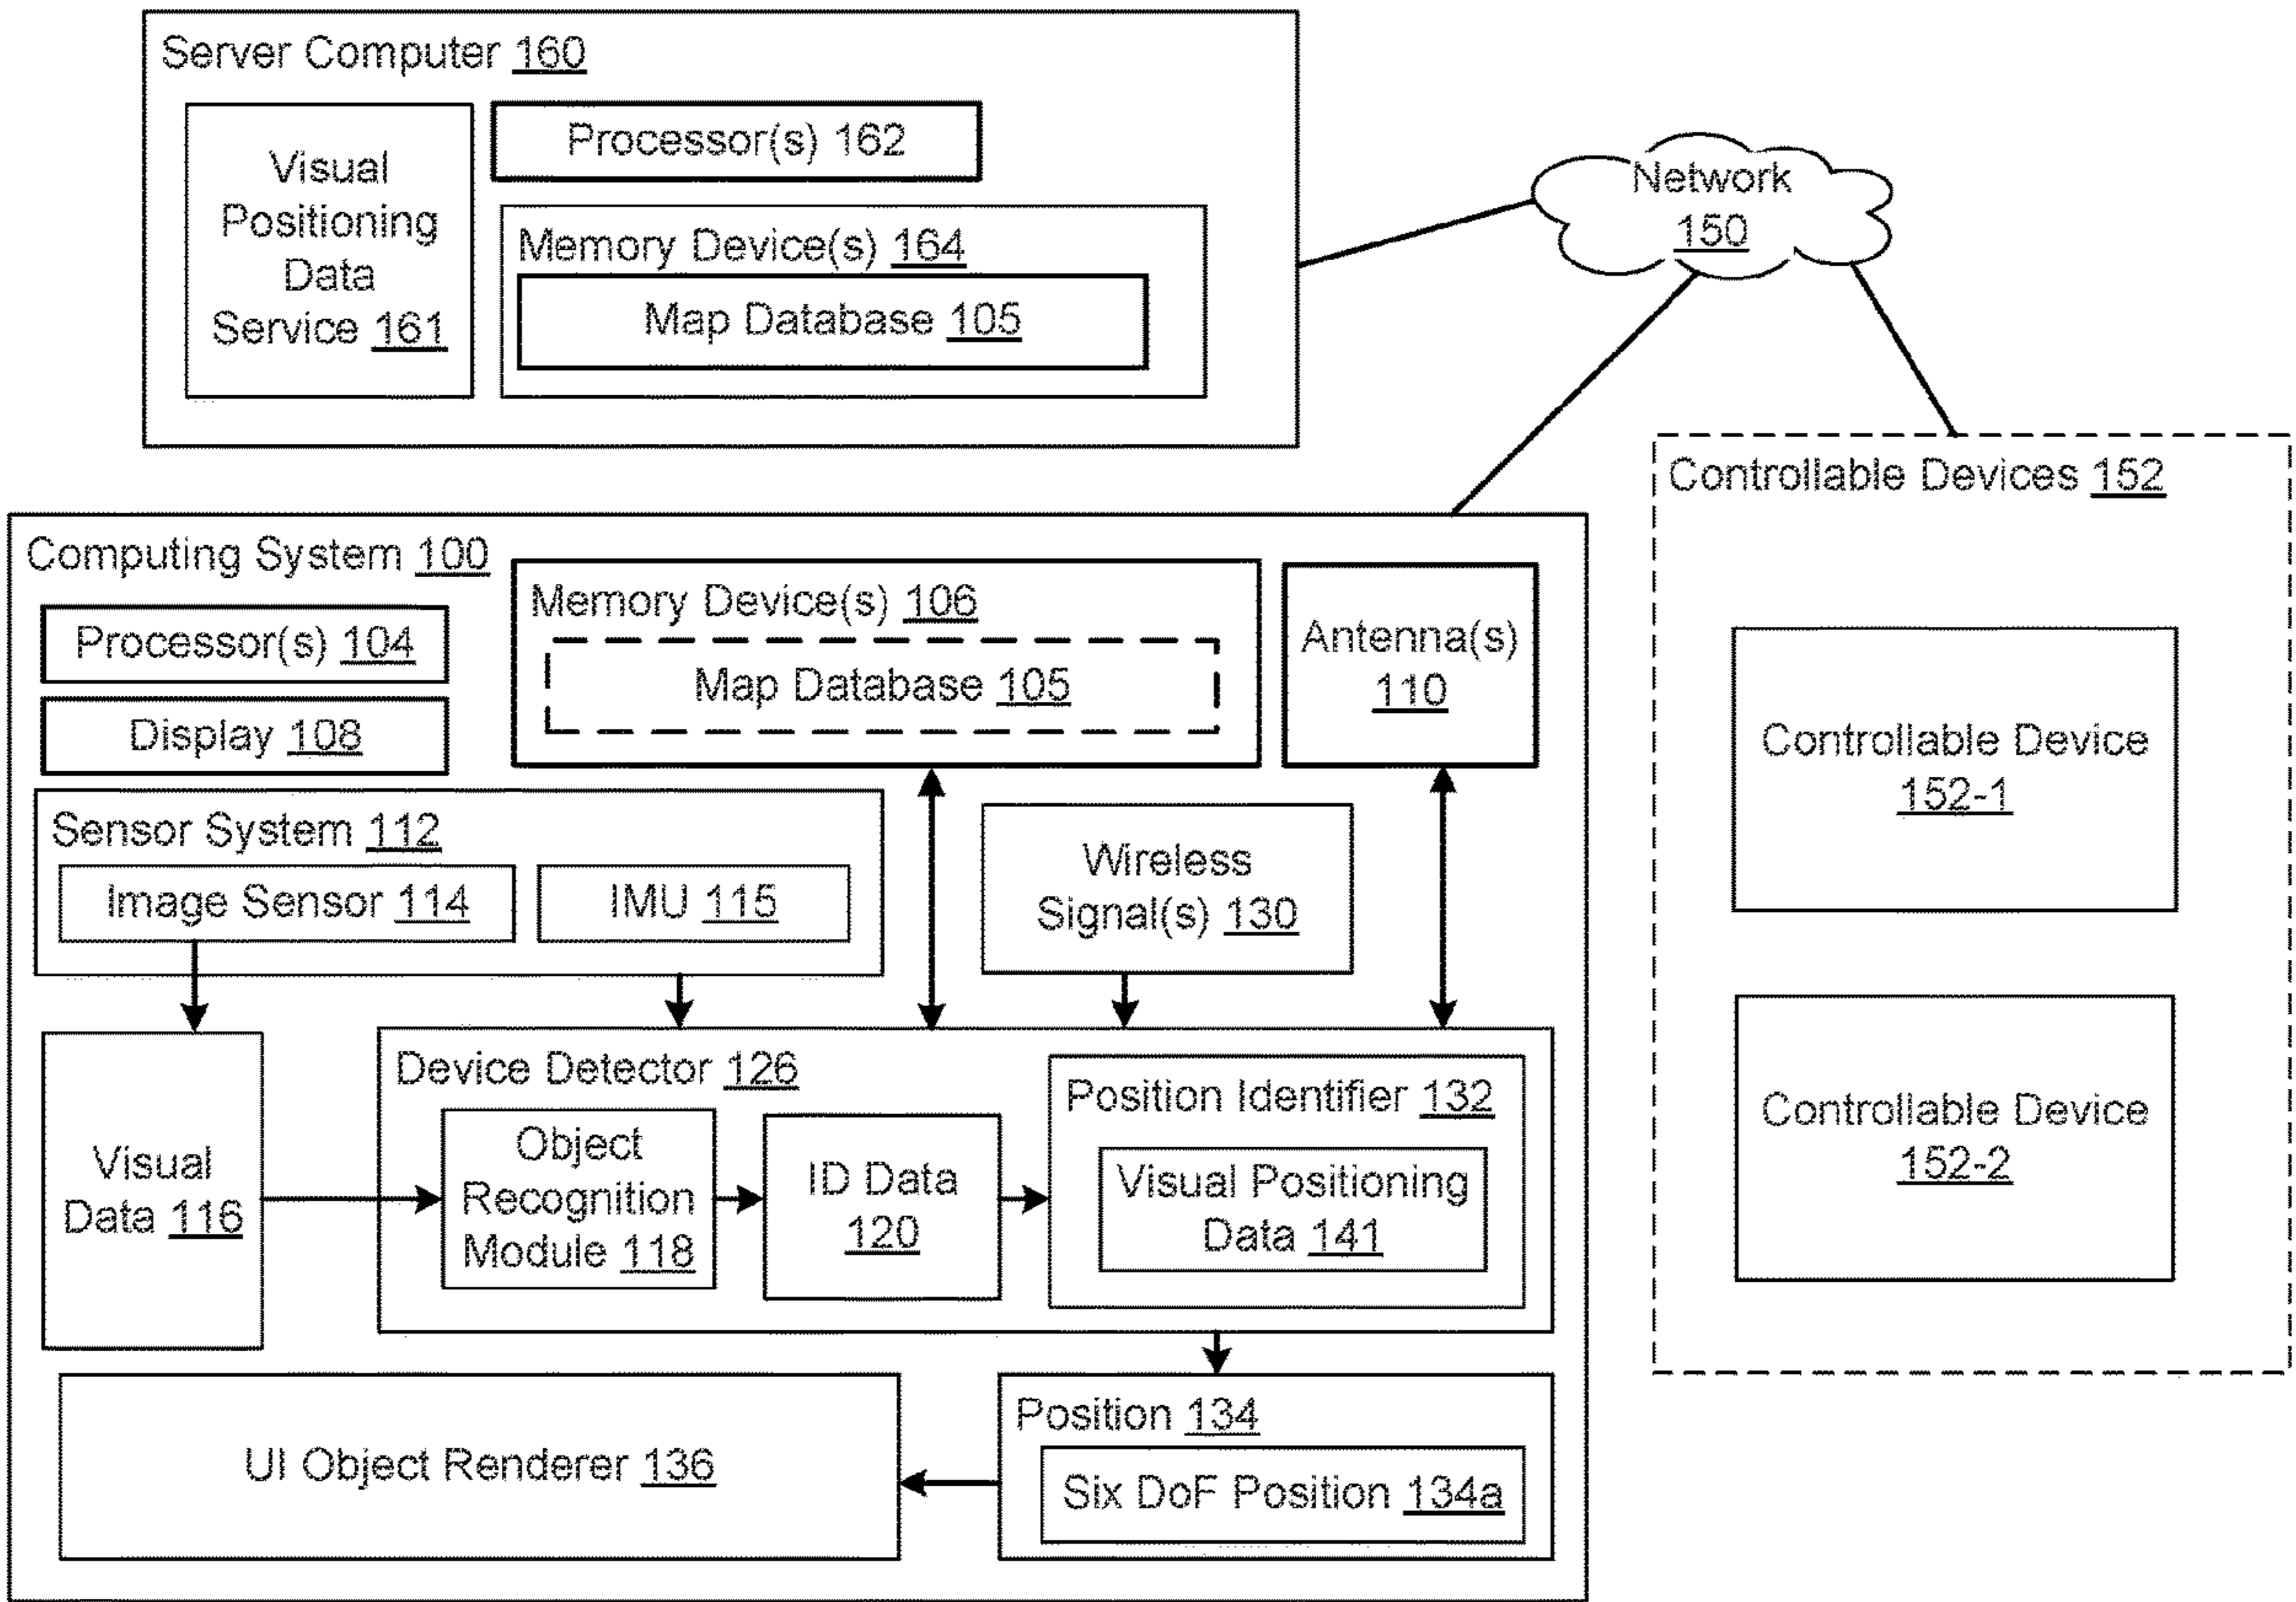 Server Computer 160
Visual
Positioning
Data
Service 161
Processor(s) 162
Memory Device(s) 164
Map Database 105
Network
150
Controllable Devices 152
Controllable Device
152-1
Controllable Device
152-2
Computing System 100
Processor(s) 104
Display 108
Memory Device(s) 106
Map Database 105
Antenna(s)
110
Sensor System 112
Image Sensor 114
IMU 115
Wireless
Signal(s) 130
Visual
Data 116
Device Detector 126
Object
Recognition
Module 118
ID Data
120
Position Identifier 132
Visual Positioning
Data 141
UI Object Renderer 136
Position 134
Six DoF Position 134a